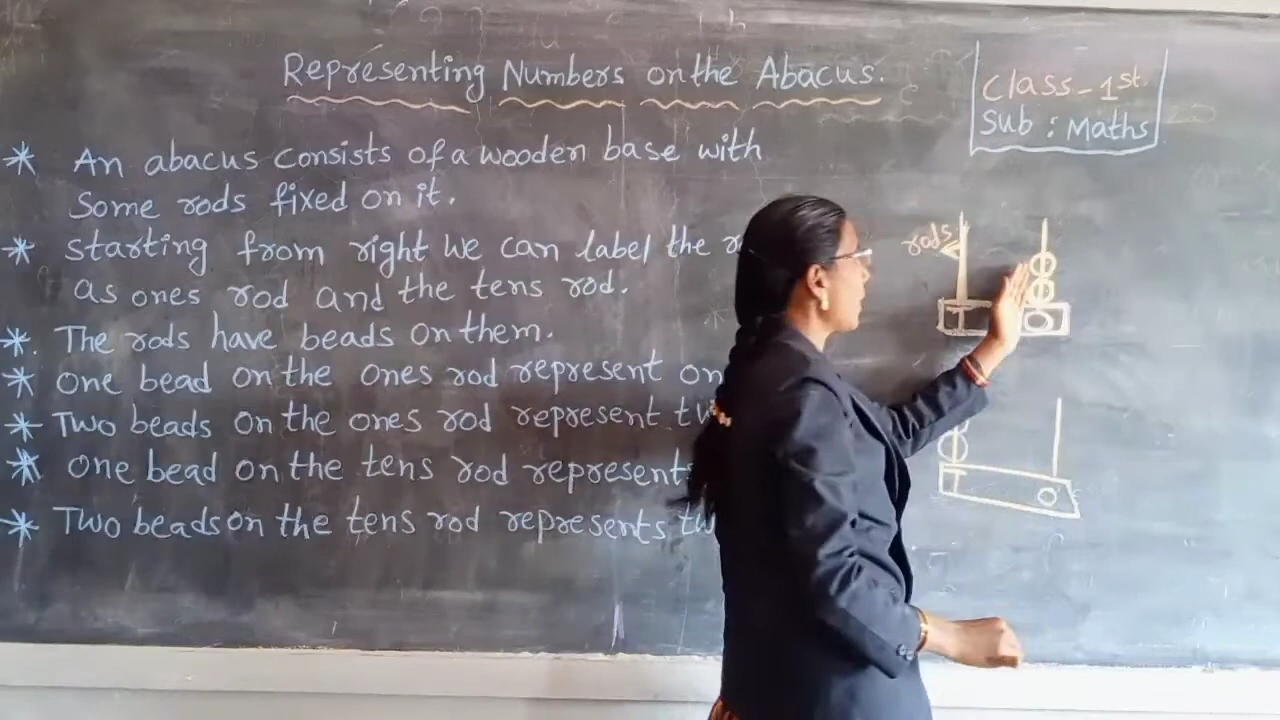 Representing Numbers on the Abacus.
Class - 1st.
Sub : Maths
* An abacus consists of a wooden base with
Some rods fixed on it.
* starting from right we can label the
as ones rod and the tens rod.
*. The rods have beads on them.
* One bead on the ones rod represent
* Two beads on the ones rod represent
* One bead on the tens rod represents
* Two beads on the tens rod represents
rods
T
O
T
O